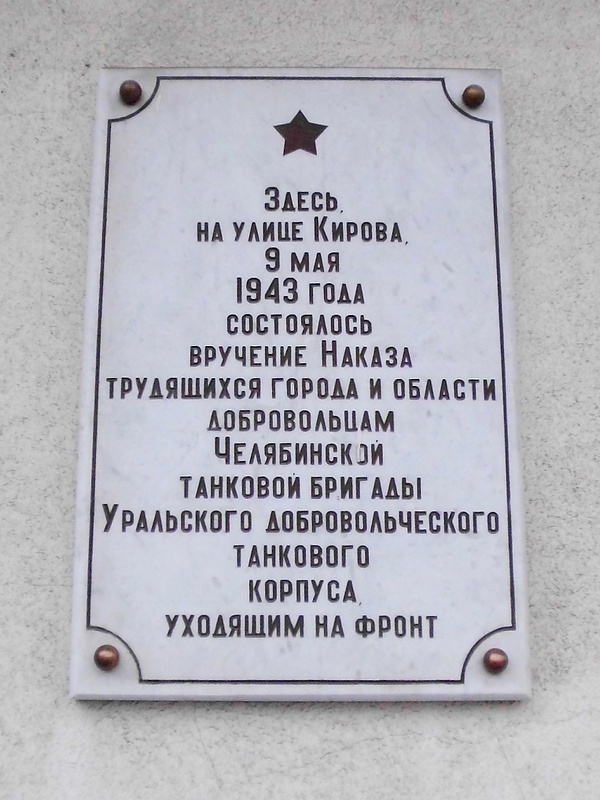 Здесь,
на улице Кирова,
9 мая
1943 года
состоялось
вручение Наказа
трудящихся города и области
добровольцам
Челябинской
танковой бригады
Уральского добровольческого
танкового
корпуса,
уходящим на фронт